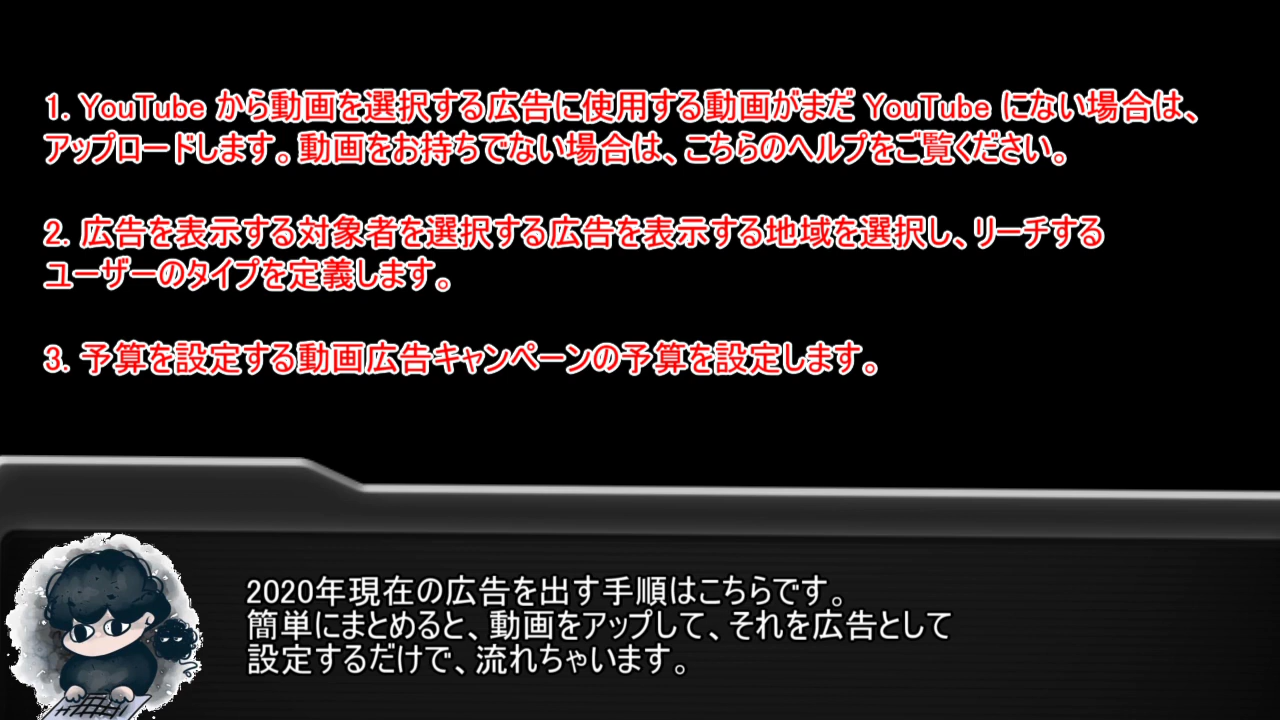 1. YouTube から動画を選択する広告に使用する動画がまだ YouTube にない場合は、
アップロードします。動画をお持ちでない場合は、こちらのヘルプをご覧ください。
2. 広告を表示する対象者を選択する広告を表示する地域を選択し、リーチする
ユーザーのタイプを定義します。
3. 予算を設定する動画広告キャンペーンの予算を設定します。
2020年現在の広告を出す手順はこちらです。
簡単にまとめると、動画をアップして、それを広告として
設定するだけで、流れちゃいます。